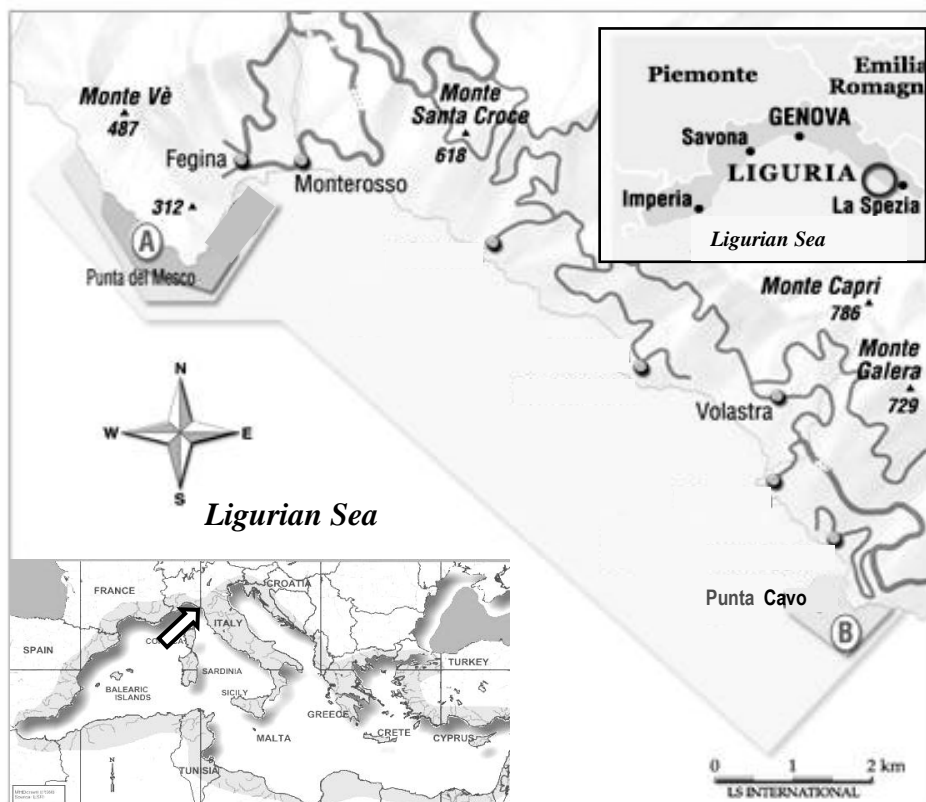 Monte Vè
487
Monte
Santa Croce
618
Fegina
Monterosso
312
A
Punta del Mesco
Piemonte
Emilia
Romagn
GENOVA
Savona
LIGURIA
Imperia
La Spezia
Ligurian Sea
Monte Capri
786
Monte
Galera
729
Volastra
N
W
E
S
Ligurian Sea
Punta Cavo
B
FRANCE
CROATIA
ITALY
SPAIN
SARDINIA
TURKEY
BALEARIC
ISLANDS
SICILY
GREECE
MALTA
CRETE
CYPRUS
TUNISIA
N
0 1 2 km
LS INTERNATIONAL